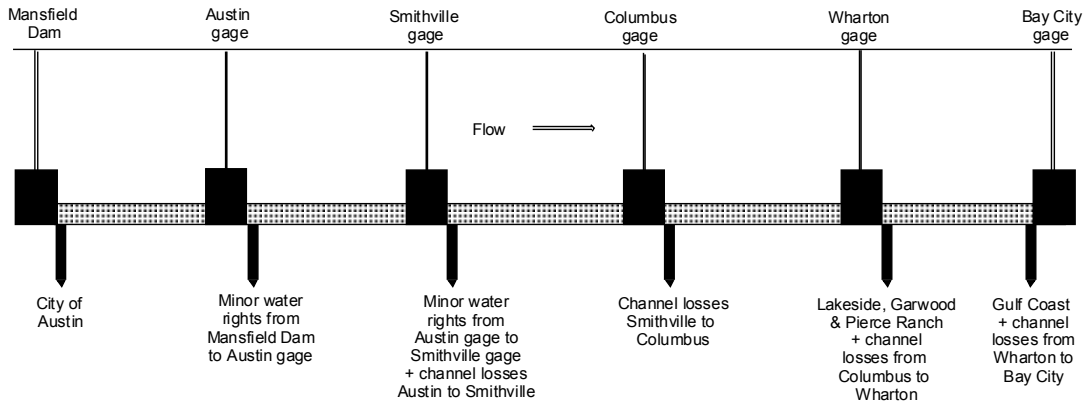 Mansfield
Dam
Austin
gage
Smithville
gage
Columbus
gage
Wharton
gage
Bay City
gage
Flow
City of
Austin
Minor water
rights from
Mansfield Dam
to Austin gage
Minor water
rights from
Austin gage to
Smithville gage
+ channel losses
Austin to Smithville
Channel losses
Smithville to
Columbus
Lakeside, Garwood
& Pierce Ranch
+ channel
losses from
Columbus to
Wharton
Gulf Coast
+ channel
losses from
Wharton to
Bay City